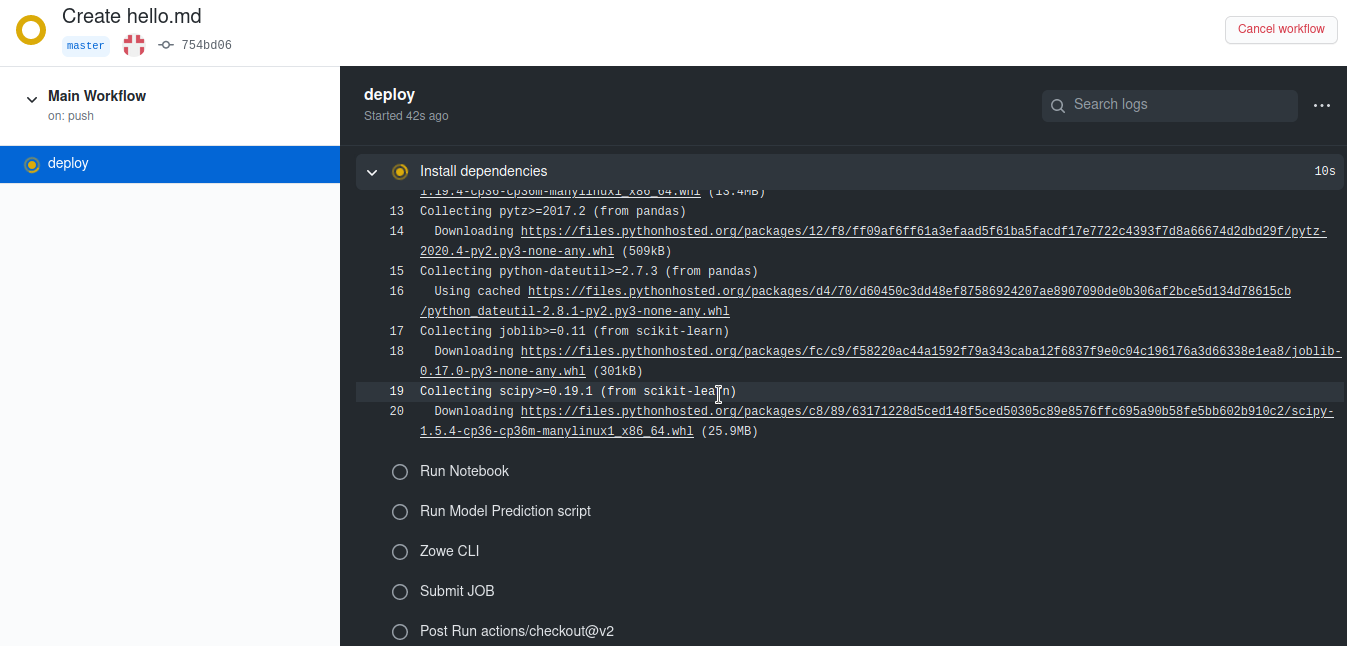 Create hello.md
master 754bd06
Cancel workflow
Main Workflow
on: push
deploy
deploy
Started 42s ago
Search logs
Install dependencies 10s
1.19.4-cp36-cp36m-manylinux1_x86_64.whl (13.4MB)
13 Collecting pytz>=2017.2 (from pandas)
14 Downloading https://files.pythonhosted.org/packages/12/f8/ff09af6ff61a3efaad5f61ba5facdf17e7722c4393f7d8a66674d2dbd29f/pytz-
2020.4-py2.py3-none-any.whl (509kB)
15 Collecting python-dateutil>=2.7.3 (from pandas)
16 Using cached https://files.pythonhosted.org/packages/d4/70/d60450c3dd48ef87586924207ae8907090de0b306af2bce5d134d78615cb
/python_dateutil-2.8.1-py2.py3-none-any.whl
17 Collecting joblib>=0.11 (from scikit-learn)
18 Downloading https://files.pythonhosted.org/packages/fc/c9/f58220ac44a1592f79a343caba12f6837f9e0c04c196176a3d66338e1ea8/joblib-
0.17.0-py3-none-any.whl (301kB)
19 Collecting scipy>=0.19.1 (from scikit-learn)
20 Downloading https://files.pythonhosted.org/packages/c8/89/63171228d5ced148f5ced50305c89e8576ffc695a90b58fe5bb602b910c2/scipy-
1.5.4-cp36-cp36m-manylinux1_x86_64.whl (25.9MB)
Run Notebook
Run Model Prediction script
Zowe CLI
Submit JOB
Post Run actions/checkout@v2